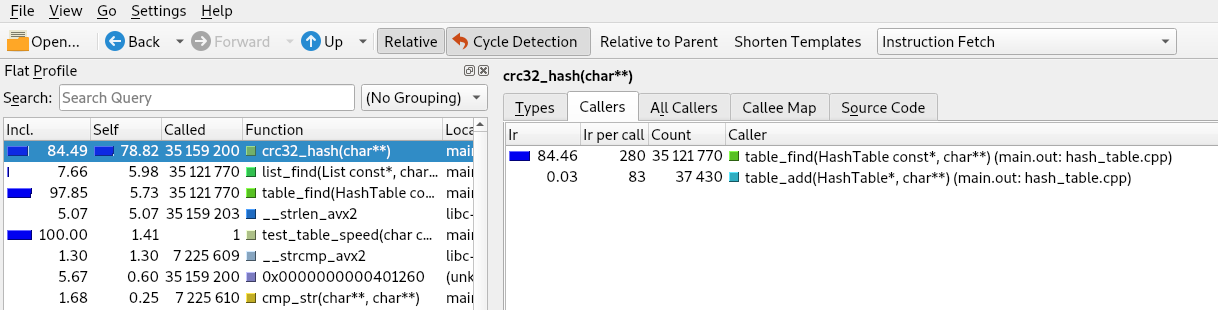 File View Go Settings Help
Open... Back Forward Up Relative Cycle Detection Relative to Parent Shorten Templates Instruction Fetch
Flat Profile
Search: Search Query (No Grouping)
Incl. Self Called Function Loca
84.49 78.82 35 159 200 crc32_hash(char**) main
7.66 5.98 35 121 770 list_find(List const*, char... main
97.85 5.73 35 121 770 table_find(HashTable co... main
5.07 5.07 35 159 203 __strlen_avx2 libc-
100.00 1.41 1 test_table_speed(char c... main
1.30 1.30 7 225 609 __strcmp_avx2 libc-
5.67 0.60 35 159 200 0x0000000000401260 (unk
1.68 0.25 7 225 610 cmp_str(char**, char**) main
crc32_hash(char**)
Types Callers All Callers Callee Map Source Code
Ir Ir per call Count Caller
84.46 280 35 121 770 table_find(HashTable const*, char**) (main.out: hash_table.cpp)
0.03 83 37 430 table_add(HashTable*, char**) (main.out: hash_table.cpp)